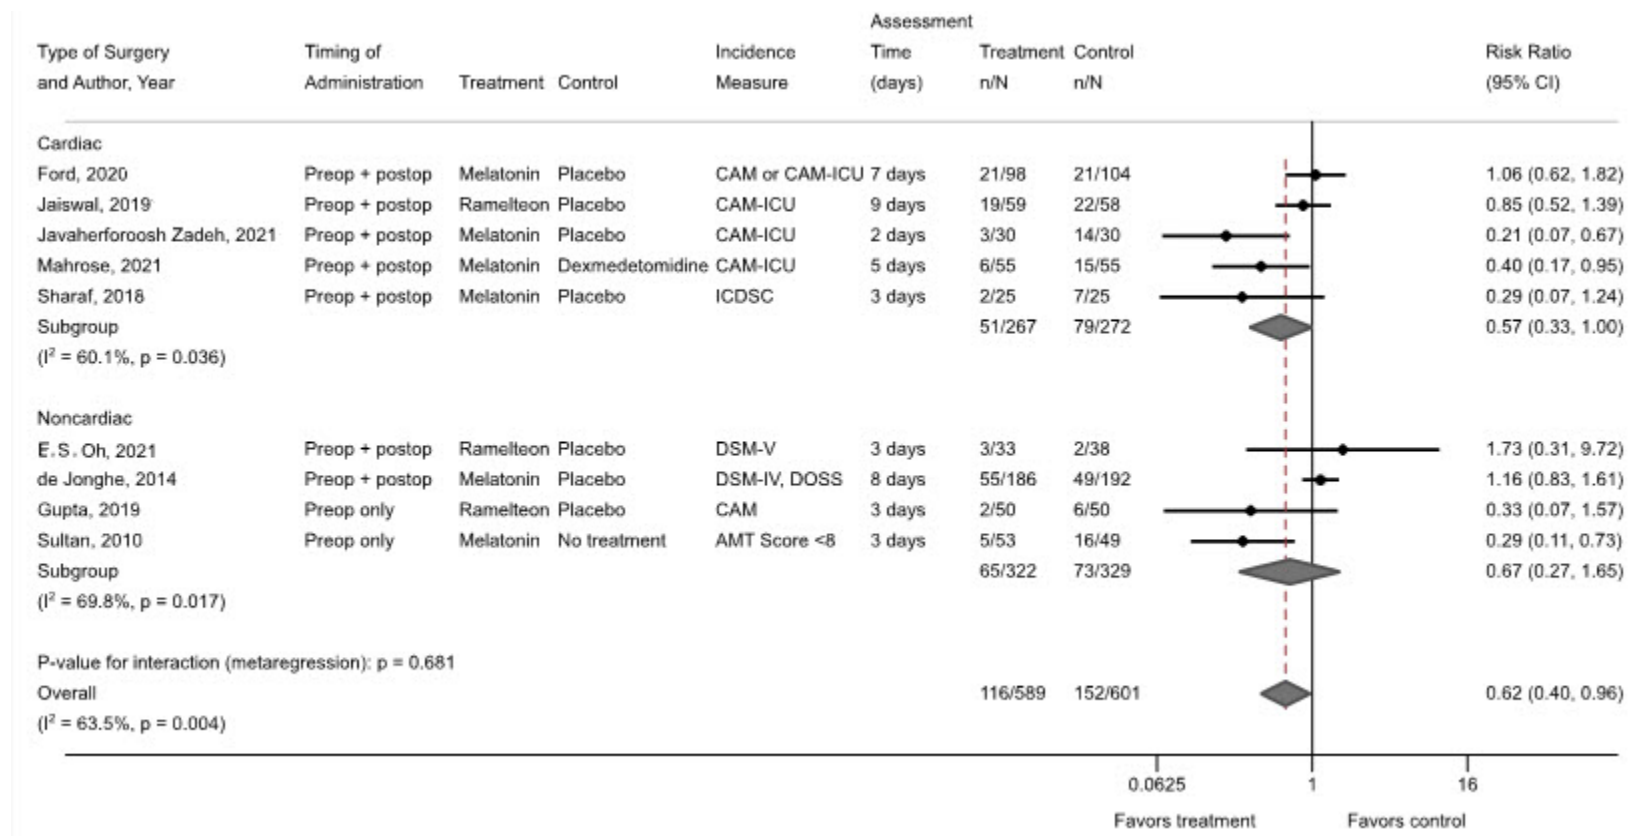 Assessment
Type of Surgery Timing of Incidence Time Treatment Control Risk Ratio
and Author, Year Administration Treatment Control Measure (days) n/N n/N (95% CI)
Cardiac
Ford, 2020 Preop + postop Melatonin Placebo CAM or CAM-ICU 7 days 21/98 21/104 1.06 (0.62, 1.82)
Jaiswal, 2019 Preop + postop Ramelteon Placebo CAM-ICU 9 days 19/59 22/58 0.85 (0.52, 1.39)
Javaherforoosh Zadeh, 2021 Preop + postop Melatonin Placebo CAM-ICU 2 days 3/30 14/30 0.21 (0.07, 0.67)
Mahrose, 2021 Preop + postop Melatonin Dexmedetomidine CAM-ICU 5 days 6/55 15/55 0.40 (0.17, 0.95)
Sharaf, 2018 Preop + postop Melatonin Placebo ICDSC 3 days 2/25 7/25 0.29 (0.07, 1.24)
Subgroup 51/267 79/272 0.57 (0.33, 1.00)
(I² = 60.1%, p = 0.036)
Noncardiac
E.S. Oh, 2021 Preop + postop Ramelteon Placebo DSM-V 3 days 3/33 2/38 1.73 (0.31, 9.72)
de Jonghe, 2014 Preop + postop Melatonin Placebo DSM-IV, DOSS 8 days 55/186 49/192 1.16 (0.83, 1.61)
Gupta, 2019 Preop only Ramelteon Placebo CAM 3 days 2/50 6/50 0.33 (0.07, 1.57)
Sultan, 2010 Preop only Melatonin No treatment AMT Score <8 3 days 5/53 16/49 0.29 (0.11, 0.73)
Subgroup 65/322 73/329 0.67 (0.27, 1.65)
(I² = 69.8%, p = 0.017)
P-value for interaction (metaregression): p = 0.681
Overall 116/589 152/601 0.62 (0.40, 0.96)
(I² = 63.5%, p = 0.004)
0.0625 1 16
Favors treatment Favors control